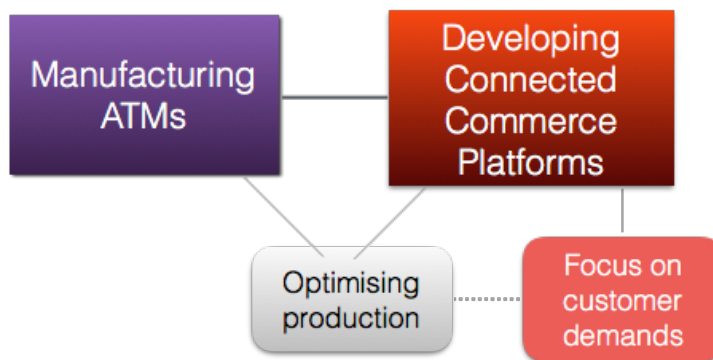 Manufacturing
ATMs
Developing
Connected
Commerce
Platforms
Optimising
production
Focus on
customer
demands